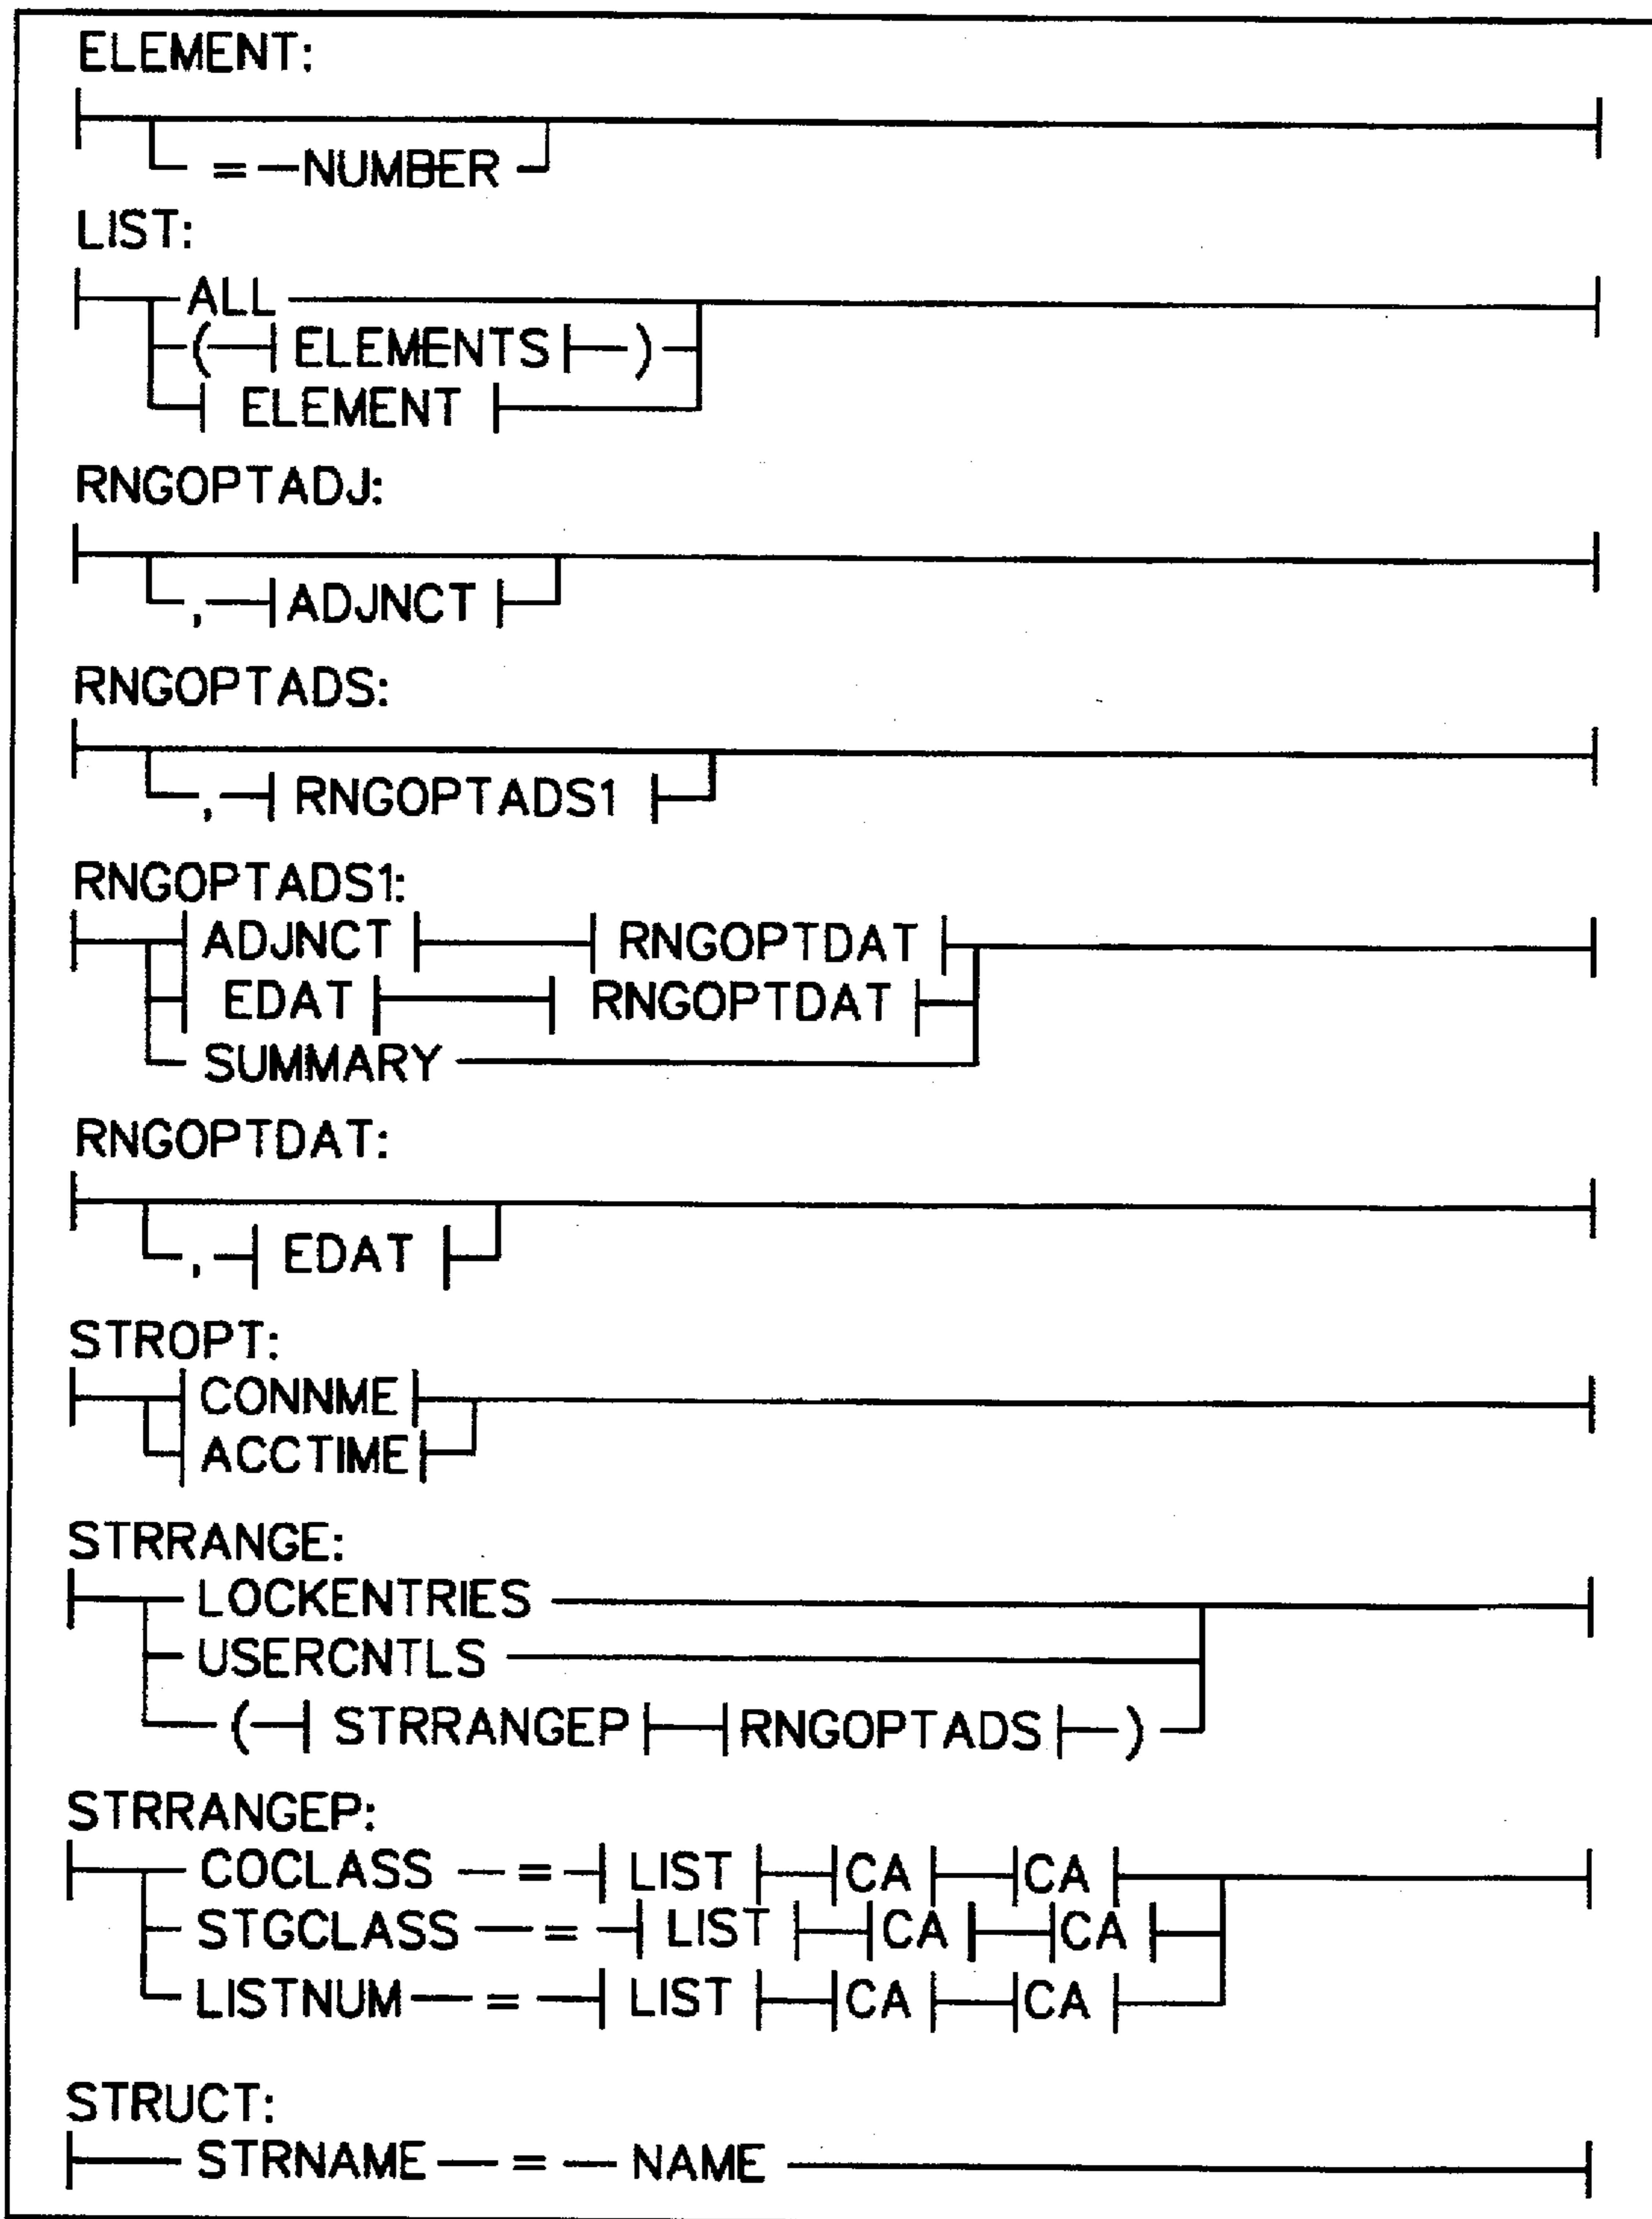 ELEMENT:
= NUMBER
LIST:
ALL
( ELEMENTS )
ELEMENT
RNGOPTADJ:
, ADJNCT
RNGOPTADS:
, RNGOPTADS1
RNGOPTADS1:
ADJNCT RNGOPTDAT
EDAT RNGOPTDAT
SUMMARY
RNGOPTDAT:
, EDAT
STROPT:
CONNME
ACCTIME
STRRANGE:
LOCKENTRIES
USERCNTLS
( STRRANGEP RNGOPTADS )
STRRANGEP:
COCLASS = LIST CA CA
STGCLASS = LIST CA CA
LISTNUM = LIST CA CA
STRUCT:
STRNAME = NAME